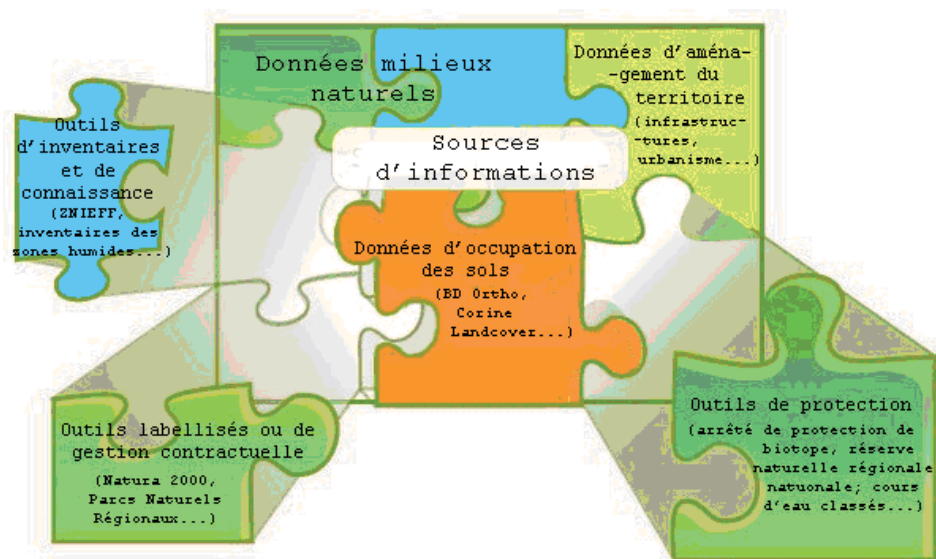 Données milieux
naturels
Données d'aména-
-gement du
territoire
(infrastruc-
-tures,
urbanisme...)
Sources
d'informations
Outils
d'inventaires
et de
connaissance
(ZNIEFF,
inventaires des
zones humides...)
Données d'occupation
des sols
(BD Ortho,
Corine
Landcover...)
Outils labellisés ou de
gestion contractuelle
(Natura 2000,
Parcs Naturels
Régionaux...)
Outils de protection
(arrêté de protection de
biotope, réserve
naturelle régionale
natuonale; cours
d'eau classés...)